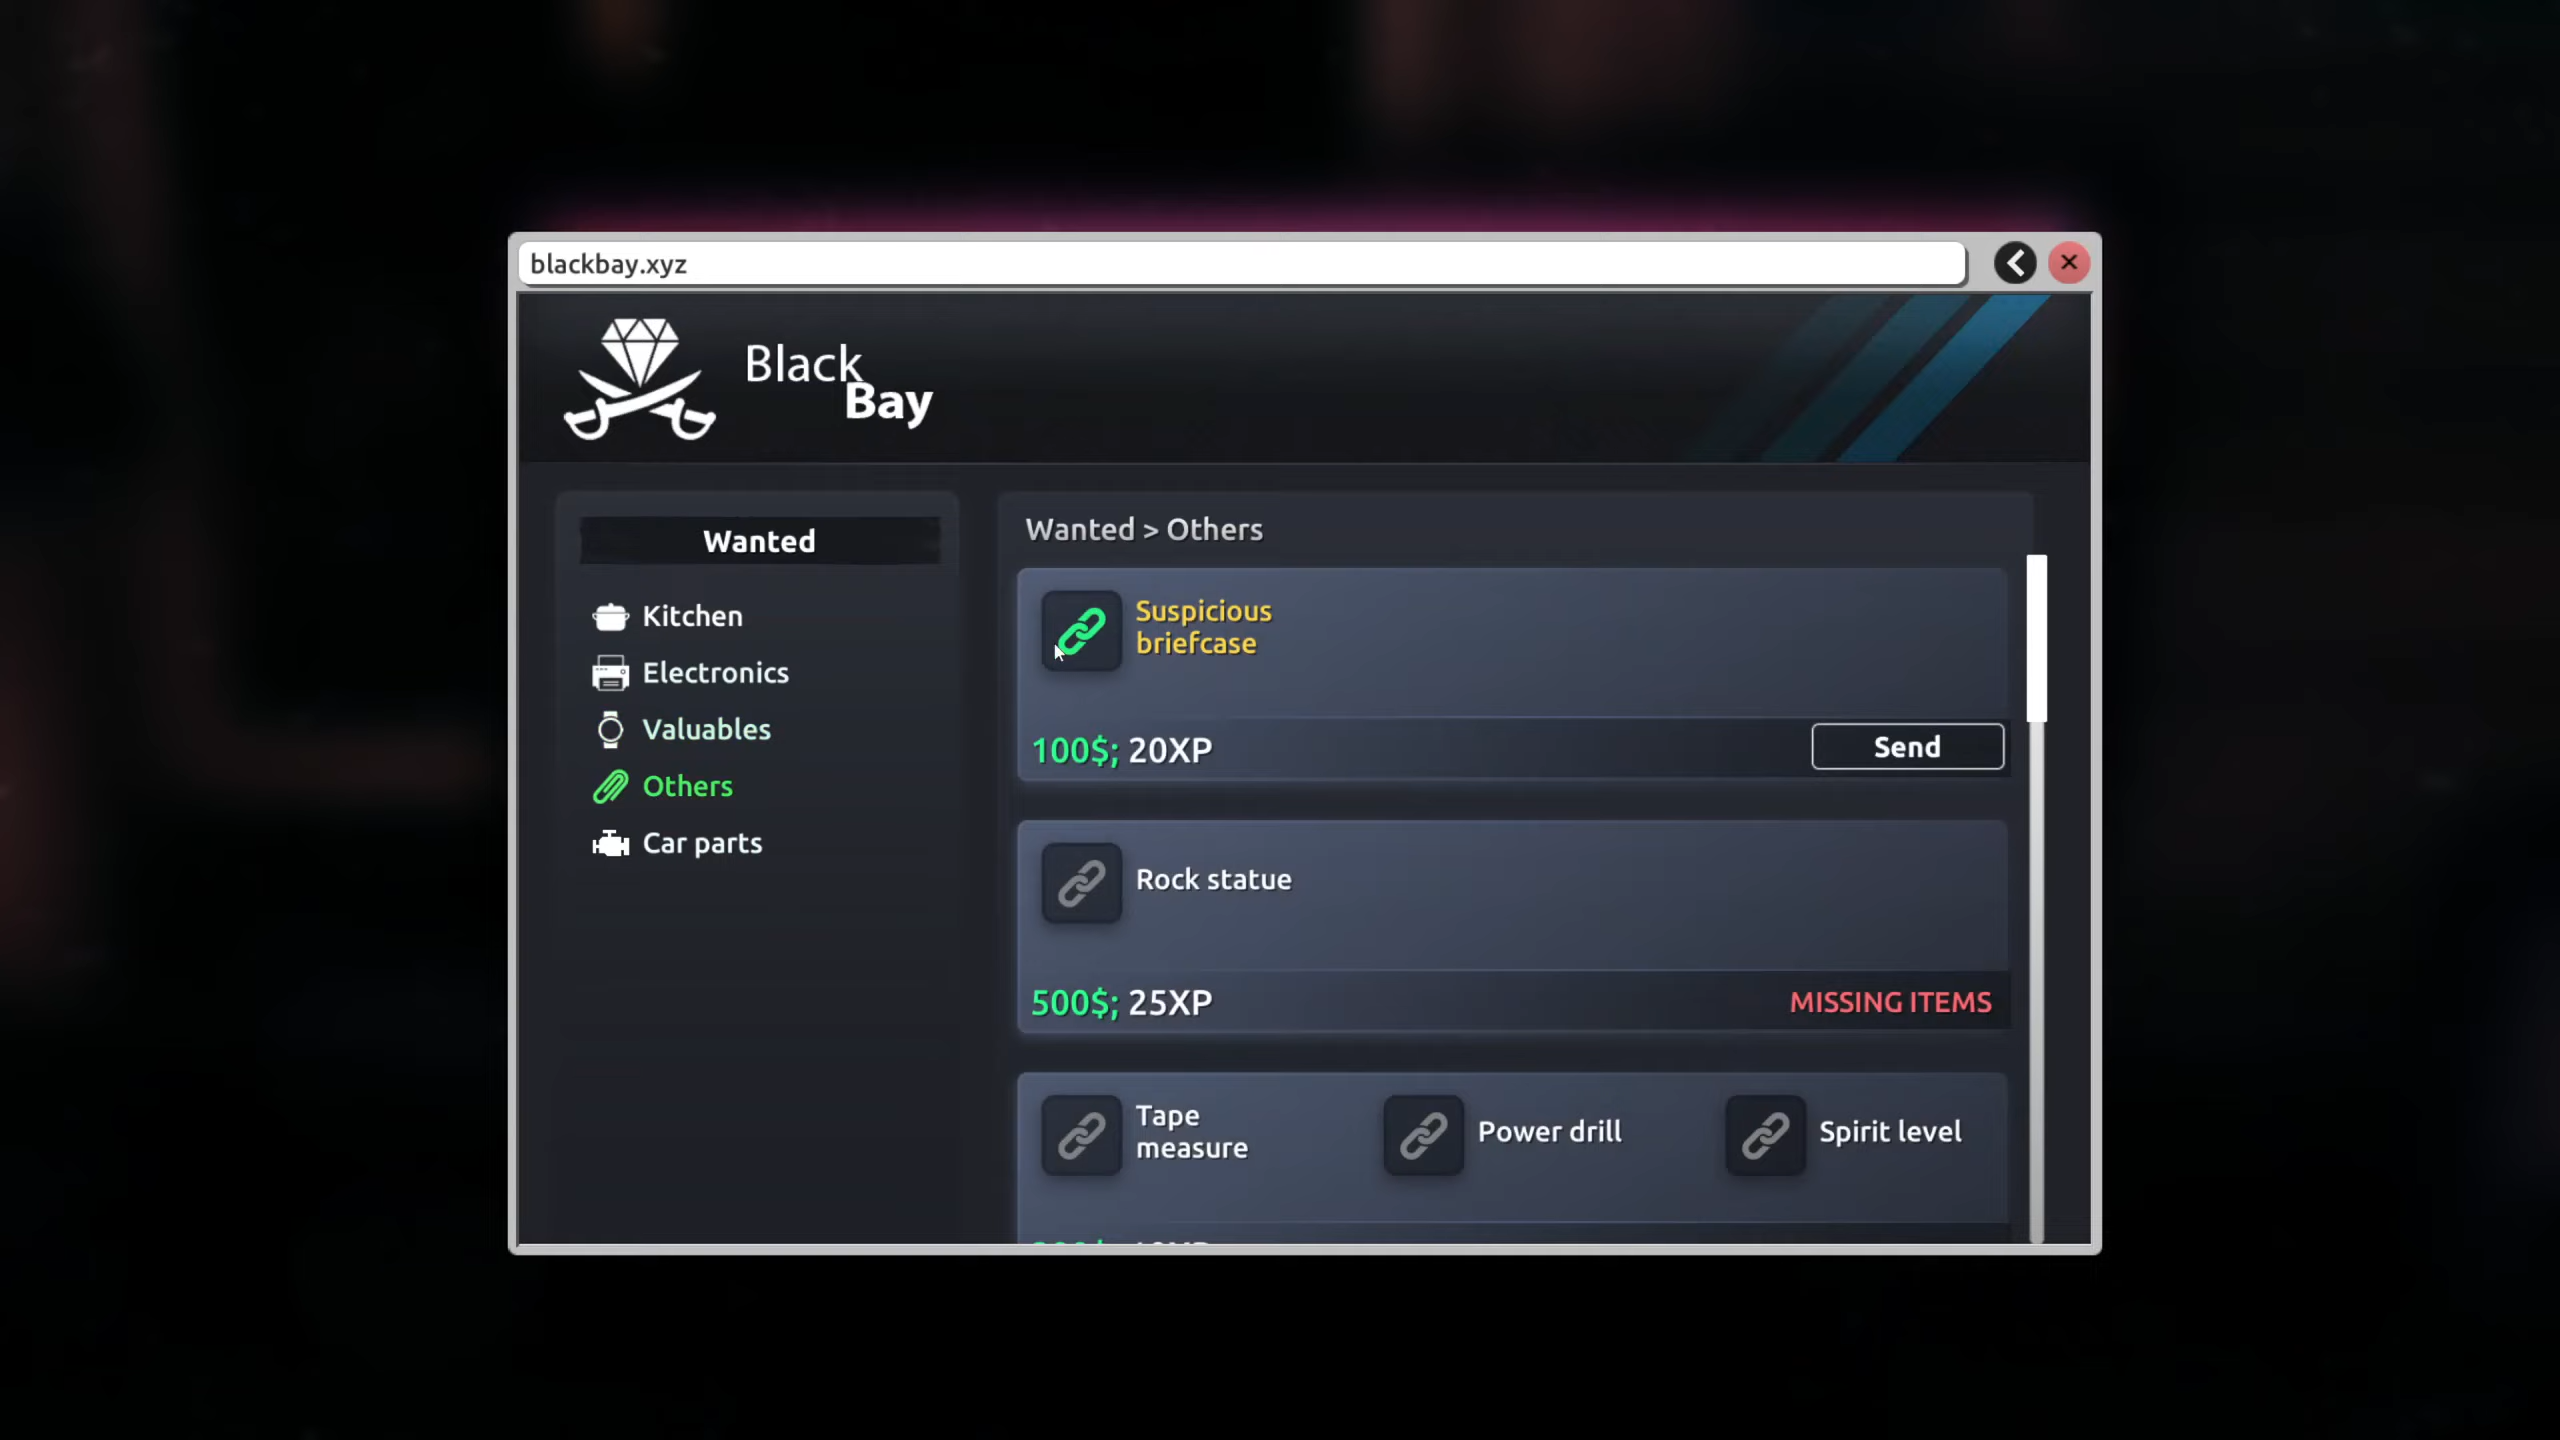 blackbay.xyz
Black
Bay
Wanted
Kitchen
Electronics
Valuables
Others
Car parts
Wanted > Others
Suspicious
briefcase
100$; 20XP
Send
Rock statue
500$; 25XP
MISSING ITEMS
Tape
measure
Power drill
Spirit level